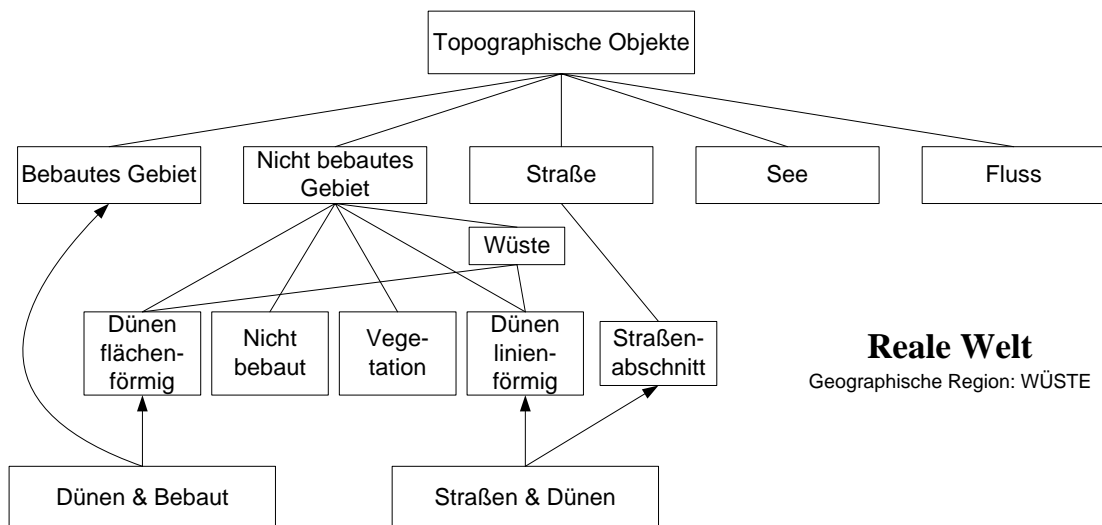 Topographische Objekte
Bebautes Gebiet
Nicht bebautes
Gebiet
Straße
See
Fluss
Wüste
Dünen
flächen-
förmig
Nicht
bebaut
Vege-
tation
Dünen
linien-
förmig
Straßen-
abschnitt
Reale Welt
Geographische Region: WÜSTE
Dünen & Bebaut
Straßen & Dünen